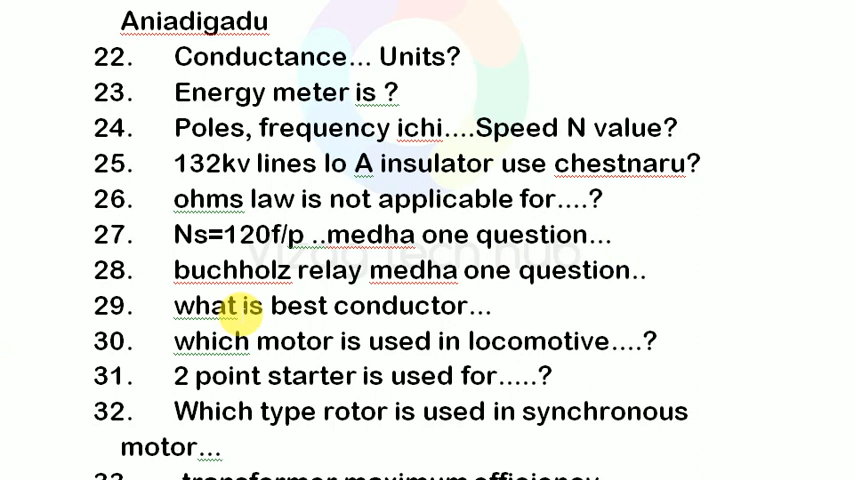 Aniadigadu
22. Conductance... Units?
23. Energy meter is ?
24. Poles, frequency ichi....Speed N value?
25. 132kv lines lo A insulator use chestnaru?
26. ohms law is not applicable for....?
27. Ns=120f/p ..medha one question...
28. buchholz relay medha one question..
29. what is best conductor...
30. which motor is used in locomotive....?
31. 2 point starter is used for.....?
32. Which type rotor is used in synchronous
motor...
33. transformer maximum efficiency
Vizag Tech hub